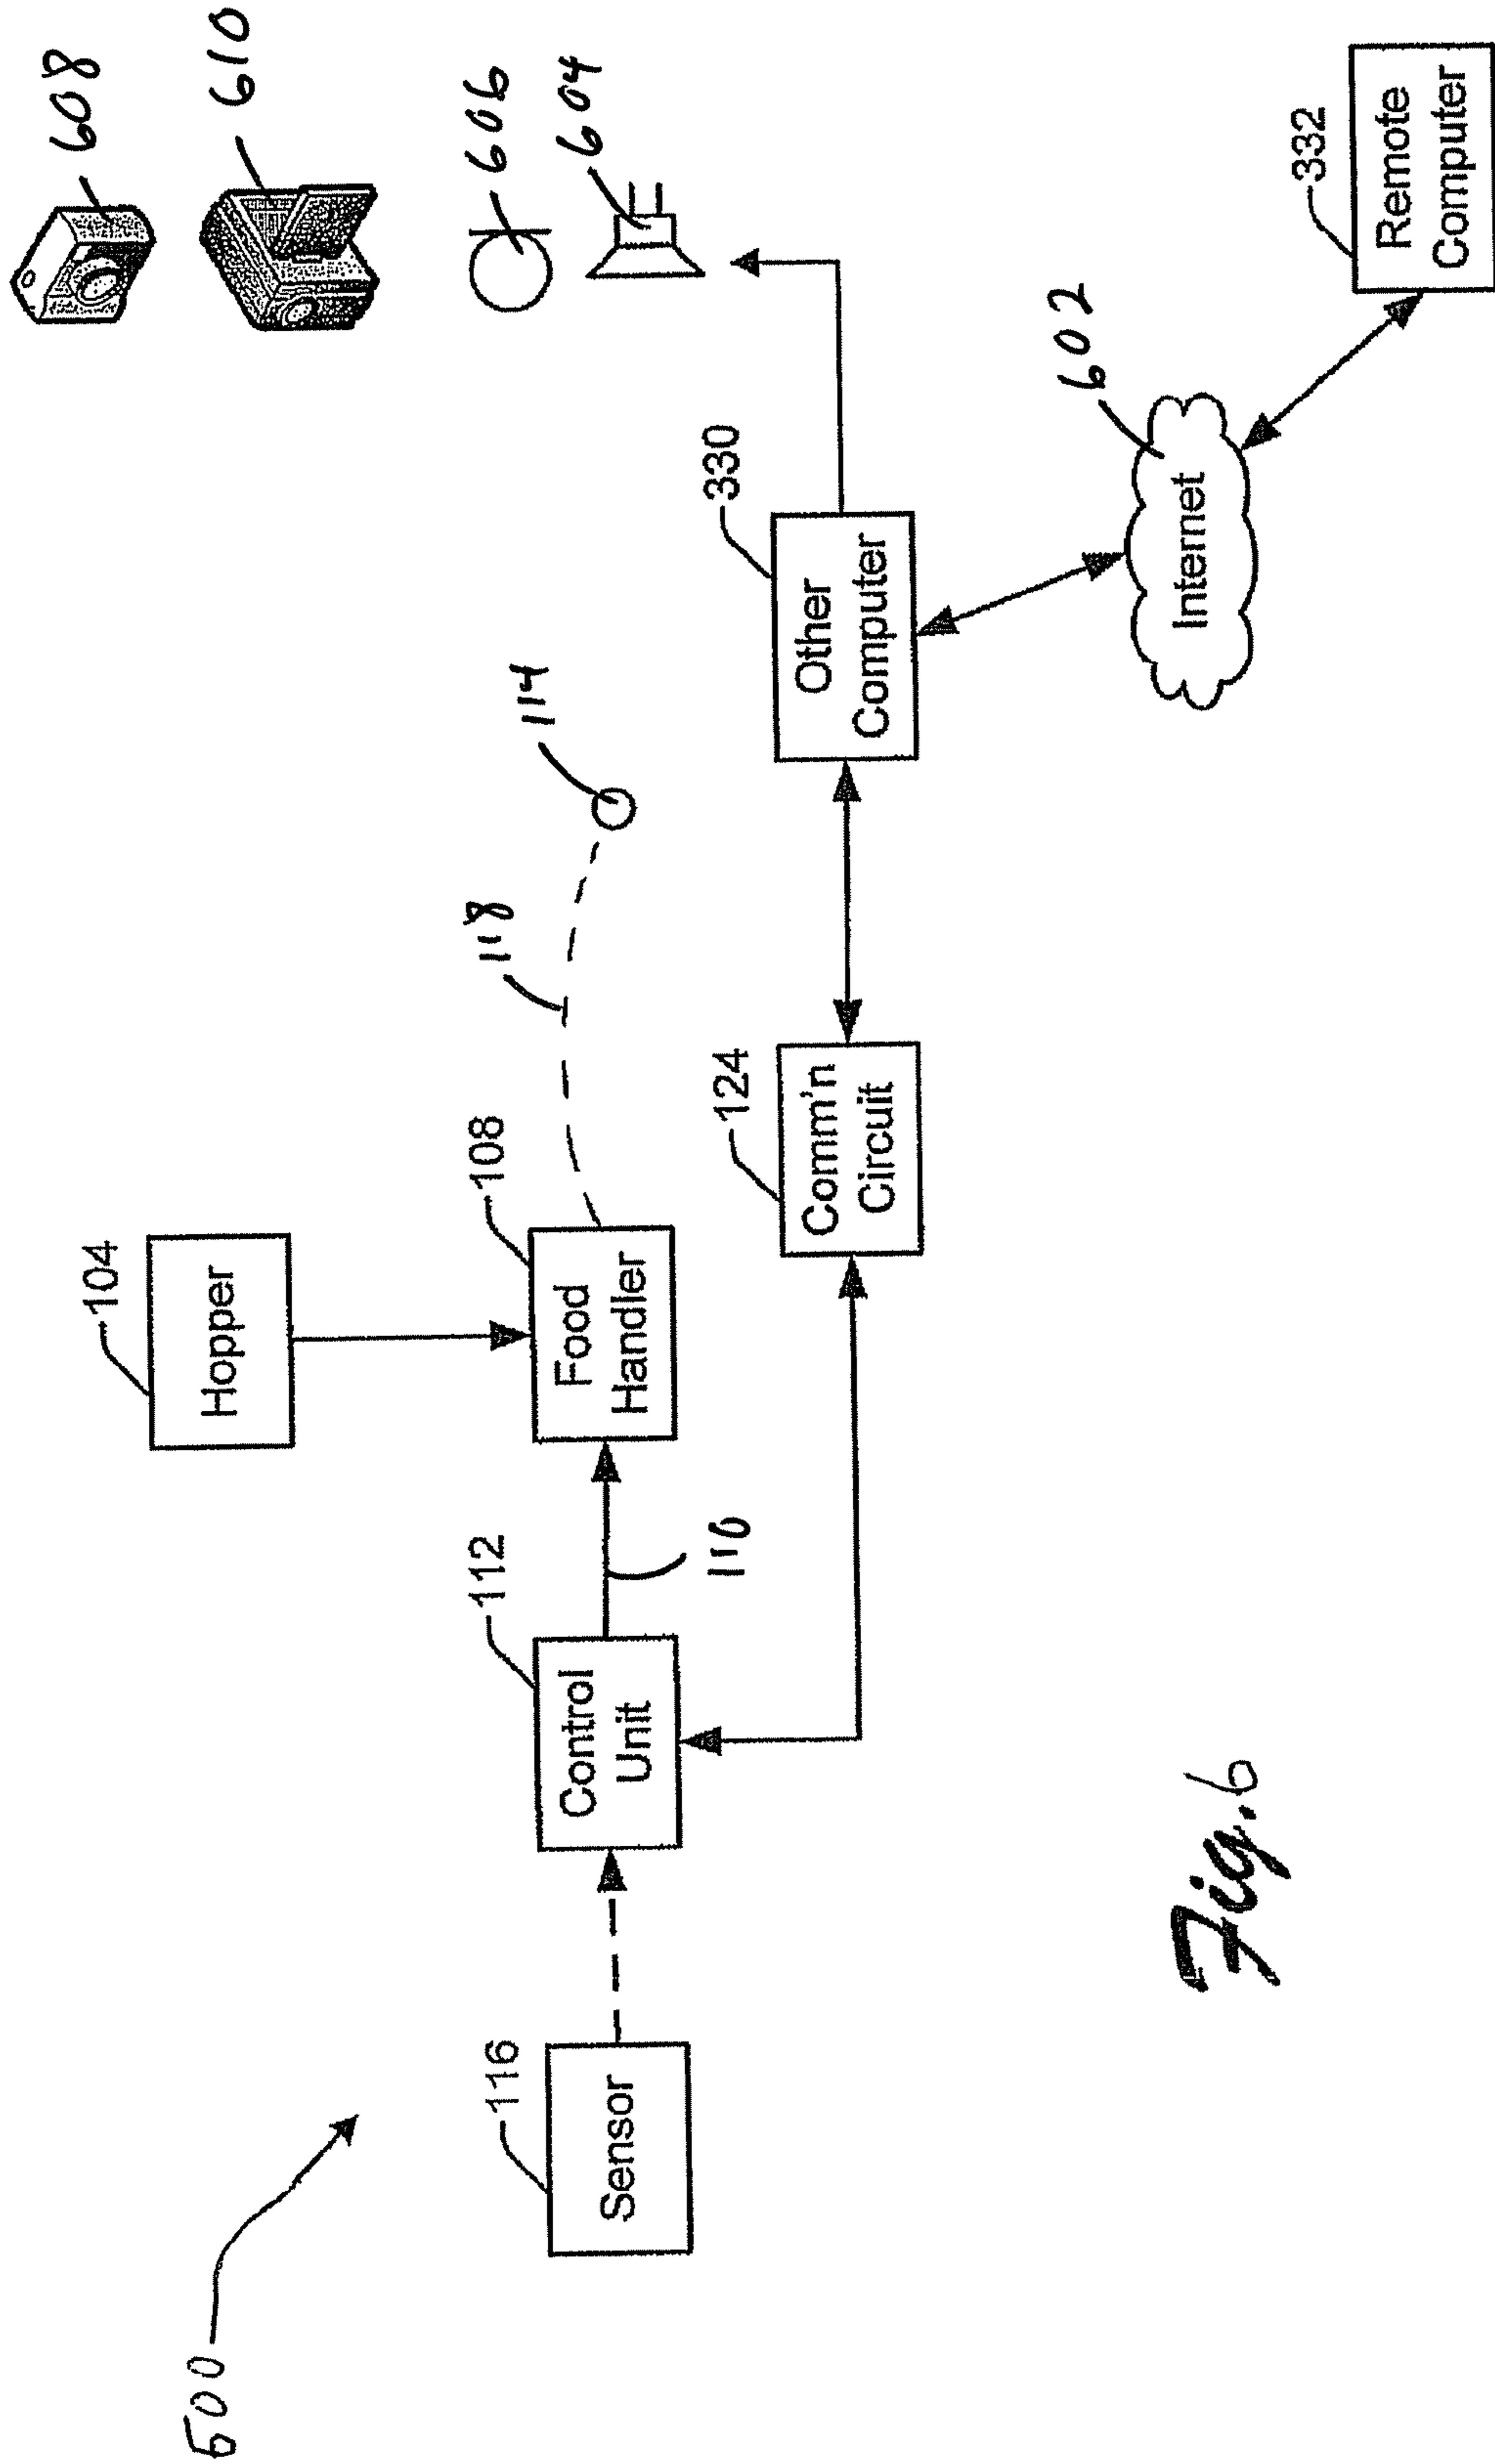 608
104
600
Hopper
610
116
112
108
118
606
114
604
Sensor
Control
Unit
Food
Handler
110
124
330
Comm'n
Circuit
Other
Computer
602
Internet
Fig. 6
332
Remote
Computer